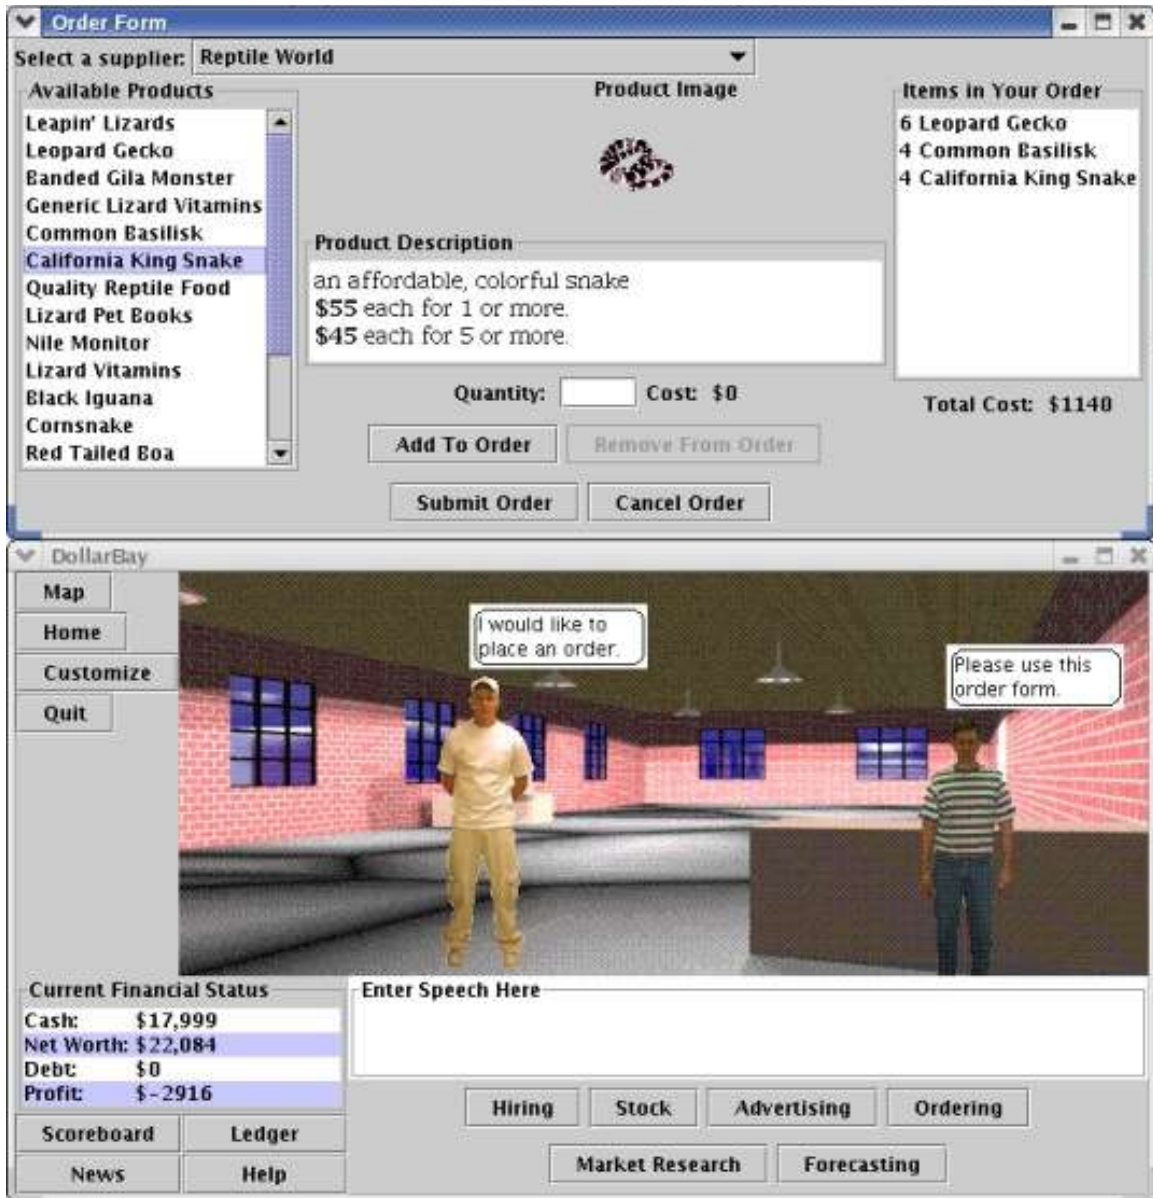 Order Form
Select a supplier: Reptile World
Available Products
Leapin' Lizards
Leopard Gecko
Banded Gila Monster
Generic Lizard Vitamins
Common Basilisk
California King Snake
Quality Reptile Food
Lizard Pet Books
Nile Monitor
Lizard Vitamins
Black Iguana
Cornsnake
Red Tailed Boa
Product Image
Product Description
an affordable, colorful snake
$55 each for 1 or more.
$45 each for 5 or more.
Quantity: Cost: $0
Add To Order Remove From Order
Submit Order Cancel Order
Items in Your Order
6 Leopard Gecko
4 Common Basilisk
4 California King Snake
Total Cost: $1140
DollarBay
Map
Home
Customize
Quit
I would like to
place an order.
Please use this
order form.
Current Financial Status
Cash: $17,999
Net Worth: $22,084
Debt: $0
Profit: $-2916
Scoreboard Ledger
News Help
Enter Speech Here
Hiring Stock Advertising Ordering
Market Research Forecasting